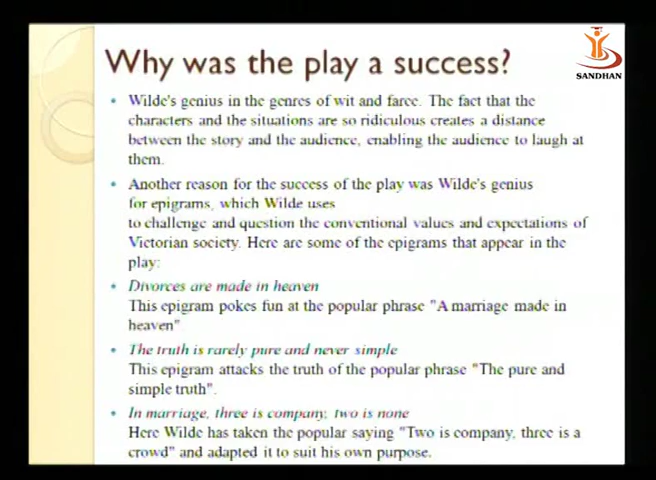 Why was the play a success?
SANDHAN
Wilde's genius in the genres of wit and farce. The fact that the
characters and the situations are so ridiculous creates a distance
between the story and the audience, enabling the audience to laugh at
them.
Another reason for the success of the play was Wilde's genius
for epigrams, which Wilde uses
to challenge and question the conventional values and expectations of
Victorian society. Here are some of the epigrams that appear in the
play:
Divorces are made in heaven
This epigram pokes fun at the popular phrase "A marriage made in
heaven"
The truth is rarely pure and never simple
This epigram attacks the truth of the popular phrase "The pure and
simple truth".
In marriage, three is company, two is none
Here Wilde has taken the popular saying "Two is company, three is a
crowd" and adapted it to suit his own purpose.